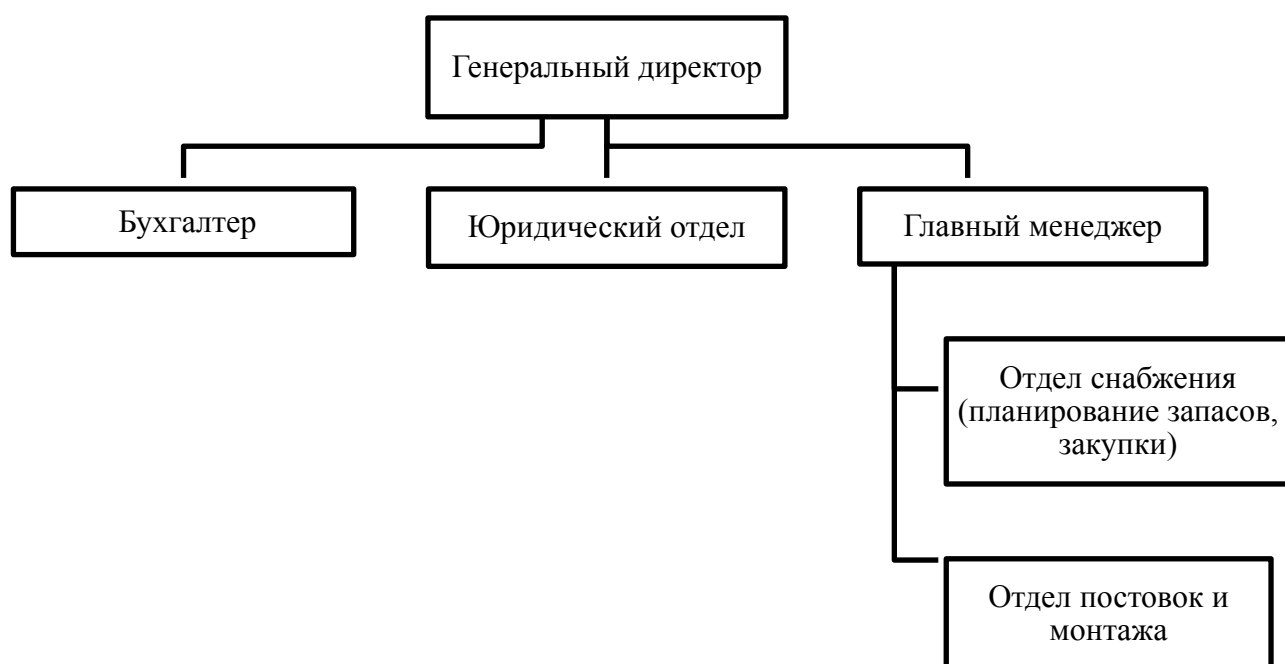 Генеральный директор
Бухгалтер
Юридический отдел
Главный менеджер
Отдел снабжения
(планирование запасов,
закупки)
Отдел постовок и
монтажа